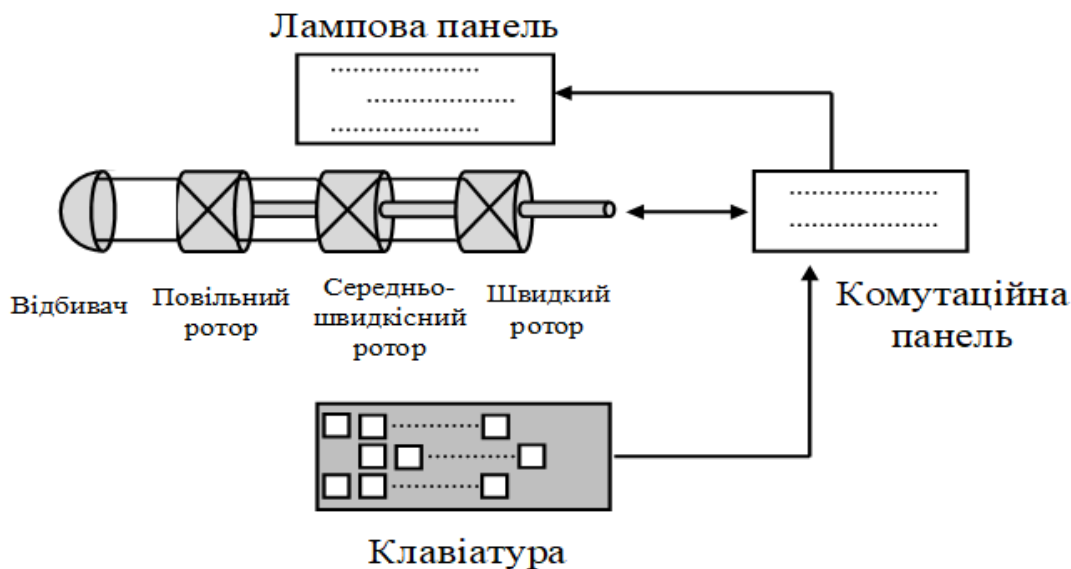 Лампова панель
Відбивач
Повільний
ротор
Середньо-
швидкісний
ротор
Швидкий
ротор
Комутаційна
панель
Клавіатура